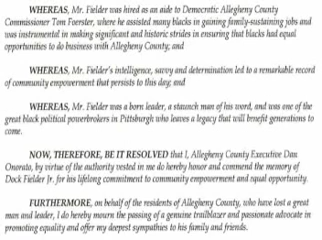 WHEREAS, Mr. Fielder was hired as an aide to Democratic Allegheny County
Commissioner Tom Foerster, where he assisted many blacks in gaining family-sustaining jobs and
was instrumental in making significant and historic strides in ensuring that blacks had equal
opportunities to do business with Allegheny County; and
WHEREAS, Mr. Fielder's intelligence, savvy and determination led to a remarkable record
of community empowerment that persists to this day; and
WHEREAS, Mr. Fielder was a born leader, a staunch man of his word, and was one of the
great black political powerbrokers in Pittsburgh who leaves a legacy that will benefit generations to
come.
NOW, THEREFORE, BE IT RESOLVED that I, Allegheny County Executive Dan
Onorato, by virtue of the authority vested in me do hereby honor and commend the memory of
Dock Fielder Jr. for his lifelong commitment to community empowerment and equal opportunity.
FURTHERMORE, on behalf of the residents of Allegheny County, who have lost a great
man and leader, I do hereby mourn the passing of a genuine trailblazer and passionate advocate in
promoting equality and offer my deepest sympathies to his family and friends.